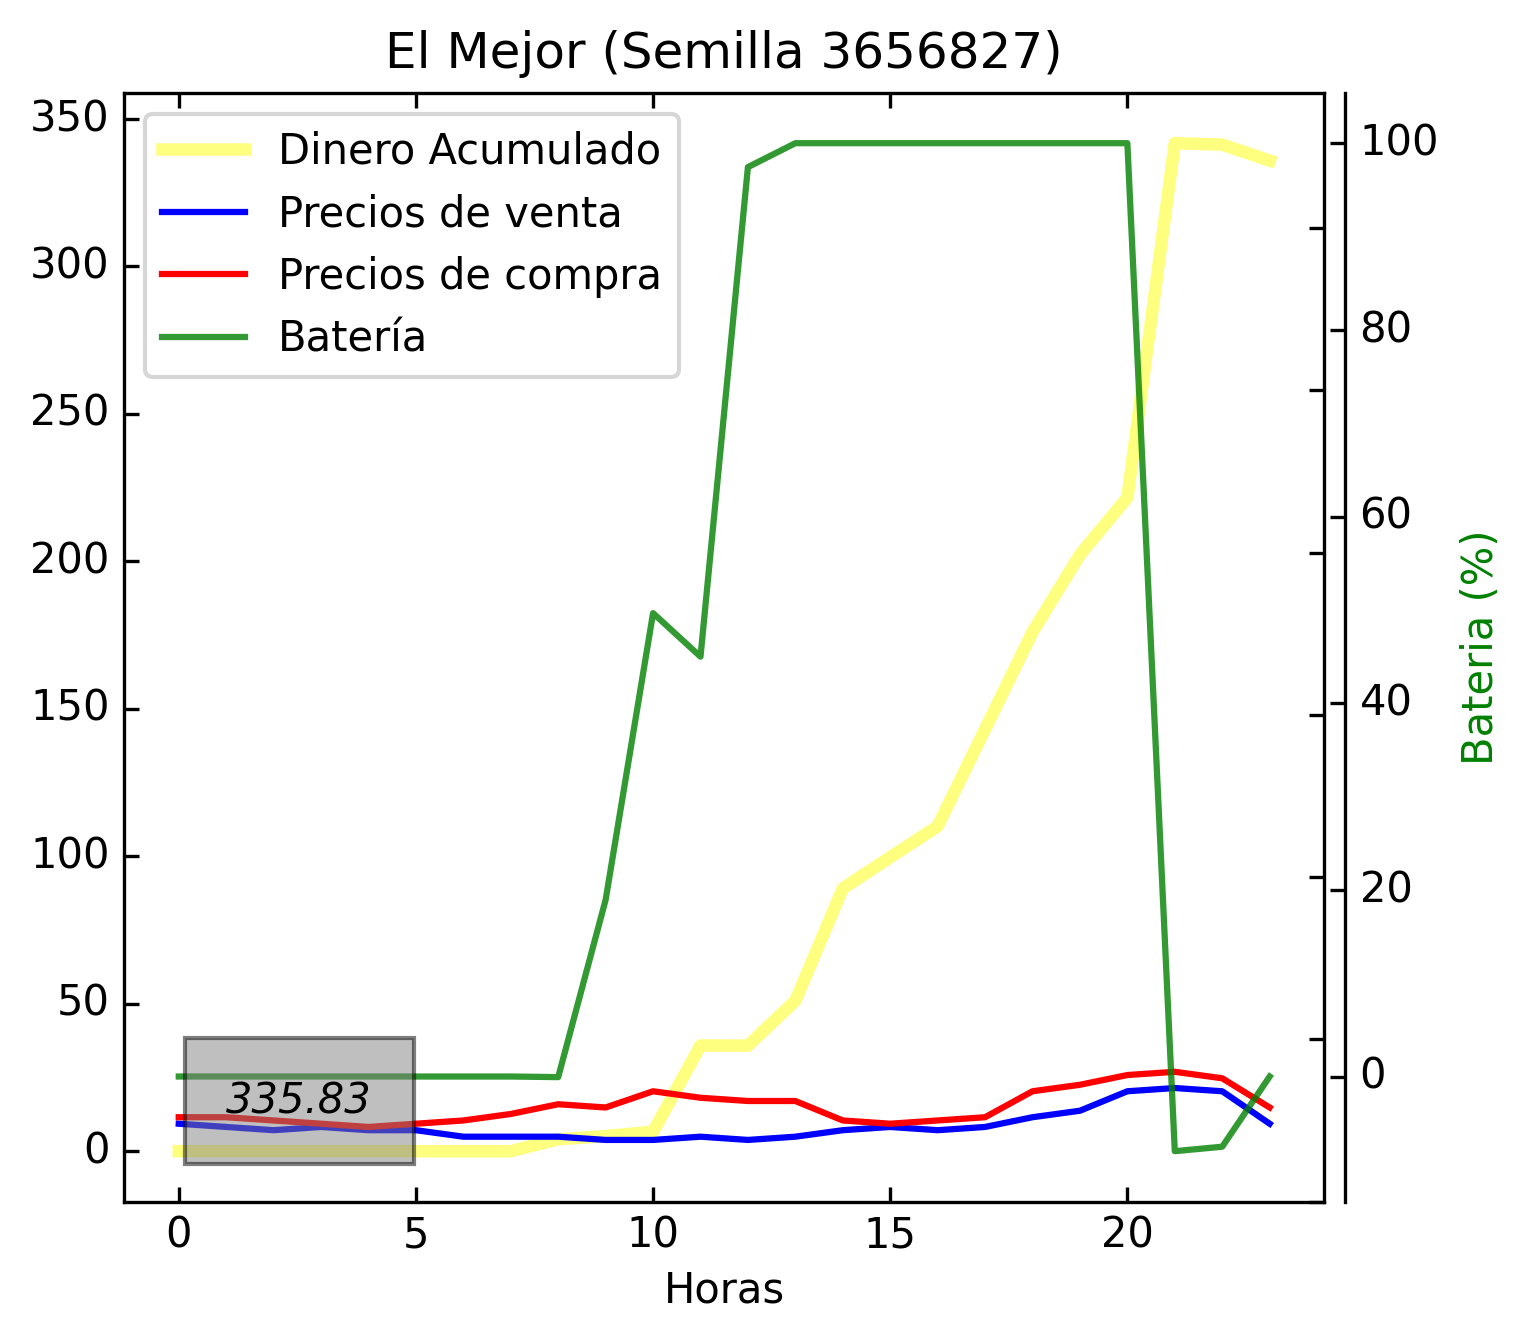 El Mejor (Semilla 3656827)
Dinero Acumulado
Precios de venta
Precios de compra
Batería
350
300
250
200
150
100
50
0
100
80
60
40
20
0
Bateria (%)
335.83
0 5 10 15 20
Horas